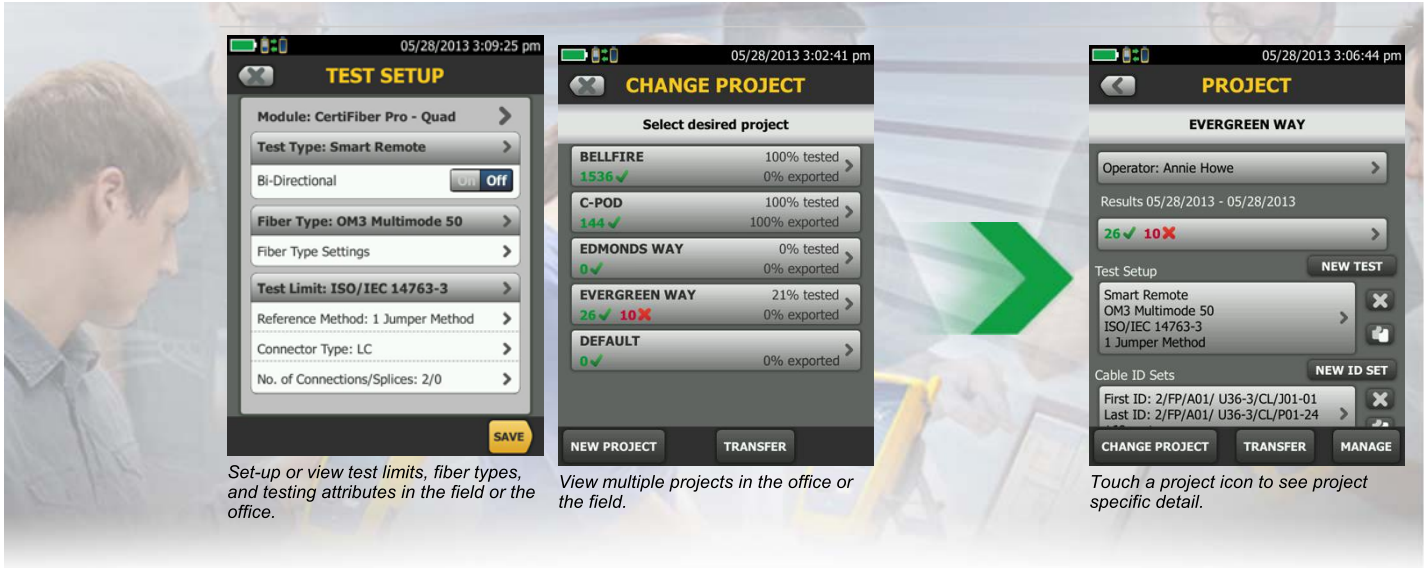 05/28/2013 3:09:25 pm
TEST SETUP
Module: CertiFiber Pro - Quad
Test Type: Smart Remote
Bi-Directional
On Off
Fiber Type: OM3 Multimode 50
Fiber Type Settings
Test Limit: ISO/IEC 14763-3
Reference Method: 1 Jumper Method
Connector Type: LC
No. of Connections/Splices: 2/0
SAVE
Set-up or view test limits, fiber types,
and testing attributes in the field or the
office.
05/28/2013 3:02:41 pm
CHANGE PROJECT
Select desired project
BELLFIRE 100% tested
1536 ✓ 0% exported
C-POD 100% tested
144 ✓ 100% exported
EDMONDS WAY 0% tested
0 ✓ 0% exported
EVERGREEN WAY 21% tested
26 ✓ 10 ✗ 0% exported
DEFAULT
0 ✓ 0% exported
NEW PROJECT TRANSFER
View multiple projects in the office or
the field.
05/28/2013 3:06:44 pm
PROJECT
EVERGREEN WAY
Operator: Annie Howe
Results 05/28/2013 - 05/28/2013
26 ✓ 10 ✗
Test Setup NEW TEST
Smart Remote
OM3 Multimode 50
ISO/IEC 14763-3
1 Jumper Method
Cable ID Sets NEW ID SET
First ID: 2/FP/A01/ U36-3/CL/J01-01
Last ID: 2/FP/A01/ U36-3/CL/P01-24
CHANGE PROJECT TRANSFER MANAGE
Touch a project icon to see project
specific detail.